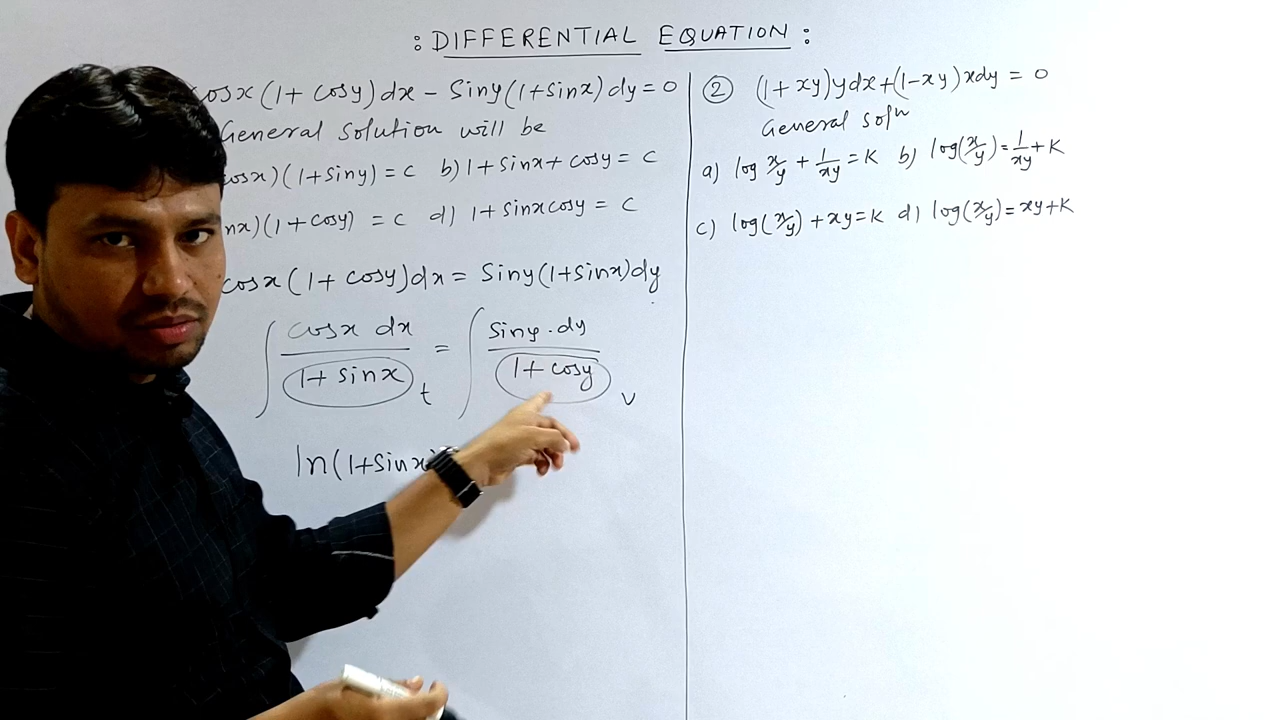 : DIFFERENTIAL EQUATION :
cosx (1 + cosy) dx - Siny (1 + sinx) dy = 0
General solution will be
cosx) (1 + siny) = c b) 1 + sinx + cosy = c
nx) (1 + cosy) = c d) 1 + sinx cosy = c
cosx (1 + cosy) dx = Siny (1 + sinx) dy
∫ cosx dx / (1 + sinx) = ∫ siny . dy / (1 + cosy)
t v
ln (1 + sinx)
② (1 + xy) y dx + (1 - xy) x dy = 0
General soln
a) log x/y + 1/xy = K b) log (x/y) = 1/xy + K
c) log (x/y) + xy = K d) log (x/y) = xy + K